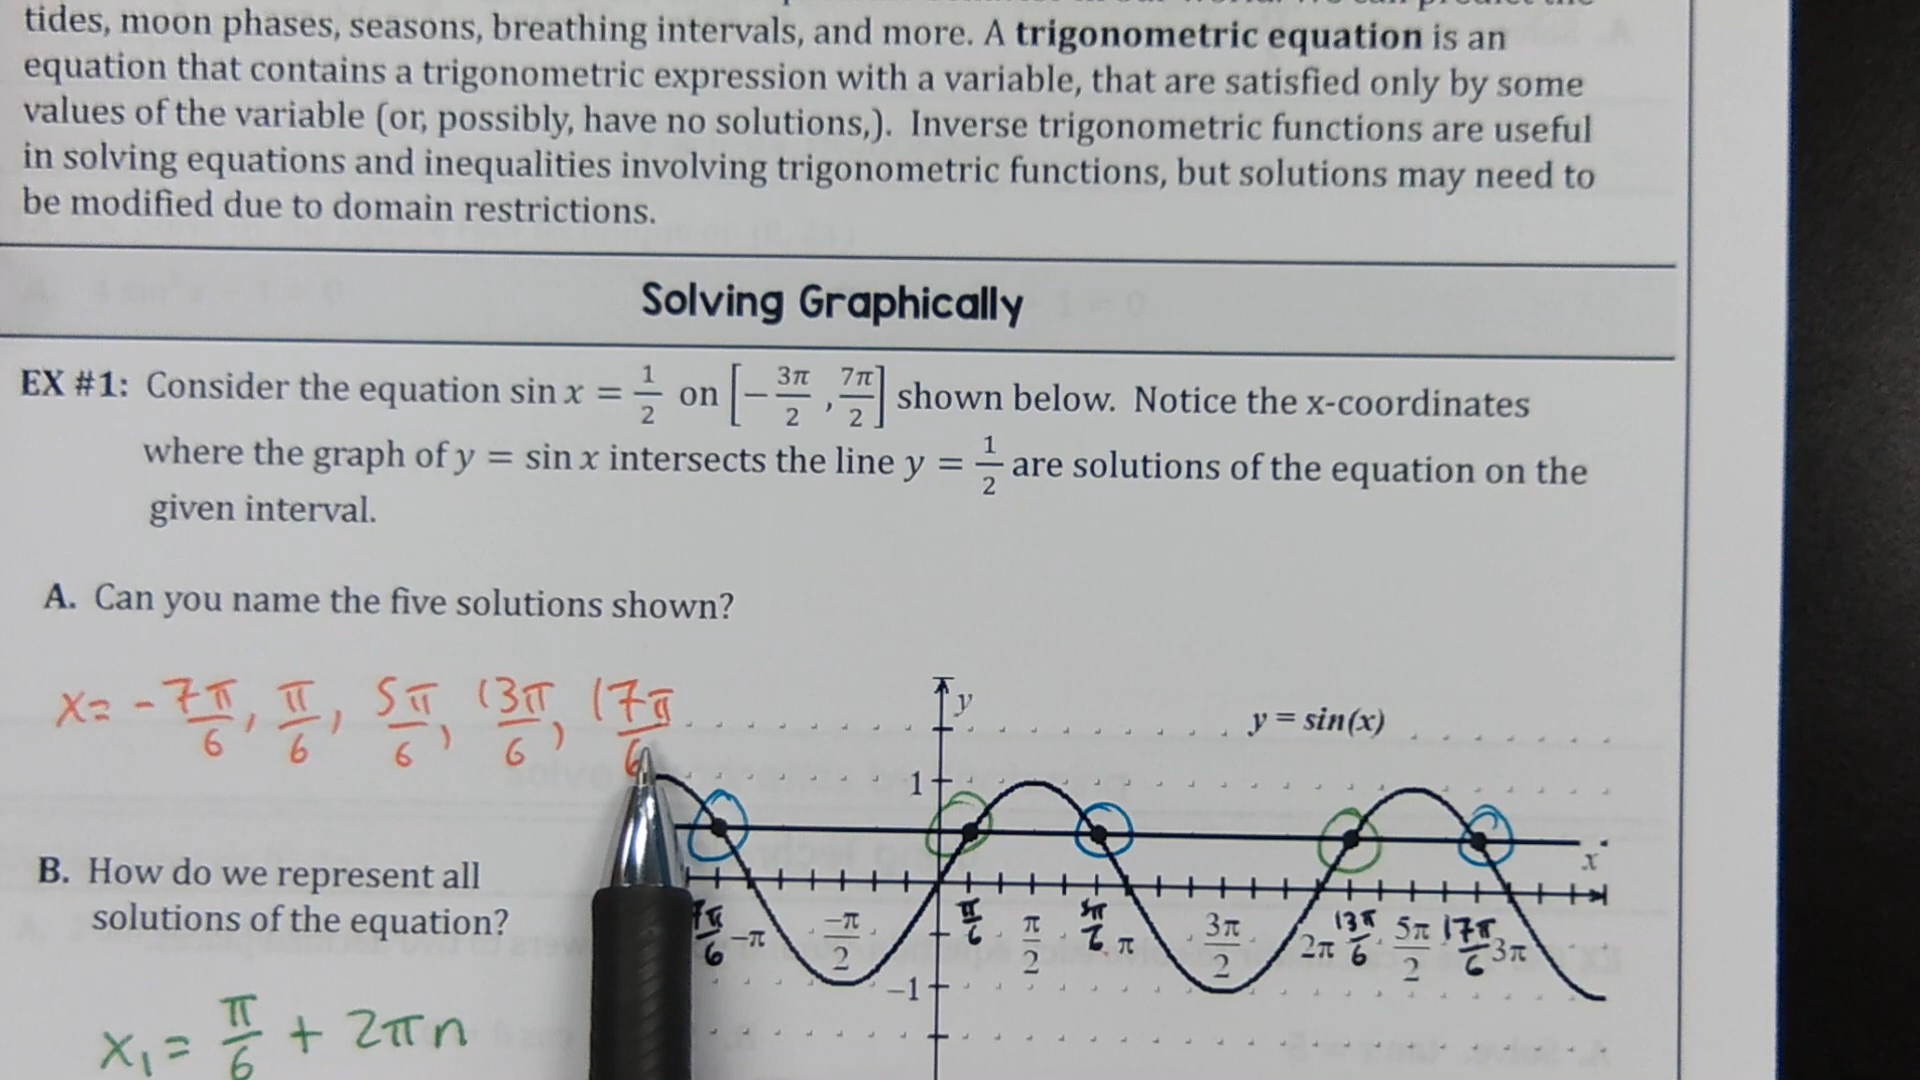 tides, moon phases, seasons, breathing intervals, and more. A trigonometric equation is an
equation that contains a trigonometric expression with a variable, that are satisfied only by some
values of the variable (or, possibly, have no solutions,). Inverse trigonometric functions are useful
in solving equations and inequalities involving trigonometric functions, but solutions may need to
be modified due to domain restrictions.
Solving Graphically
EX #1: Consider the equation sin x = 1/2 on [-3π/2, 7π/2] shown below. Notice the x-coordinates
where the graph of y = sin x intersects the line y = 1/2 are solutions of the equation on the
given interval.
A. Can you name the five solutions shown?
x = -7π/6, π/6, 5π/6, 13π/6, 17π/6
y
y = sin(x)
1
x
B. How do we represent all
solutions of the equation?
7π/6 -π -π/2 π/6 π/2 5π/6 π 3π/2 2π 13π/6 5π/2 17π/6 3π
-1
x₁ = π/6 + 2πn